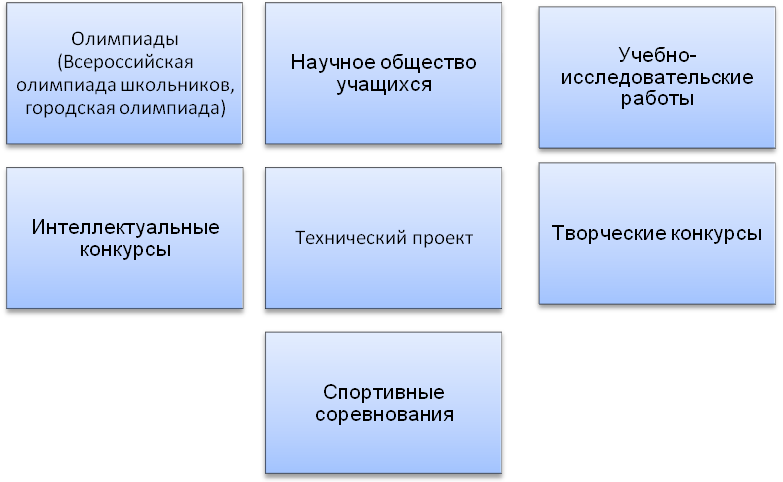 Олимпиады
(Всероссийская
олимпиада школьников,
городская олимпиада)
Научное общество
учащихся
Учебно-
исследовательские
работы
Интеллектуальные
конкурсы
Технический проект
Творческие конкурсы
Спортивные
соревнования